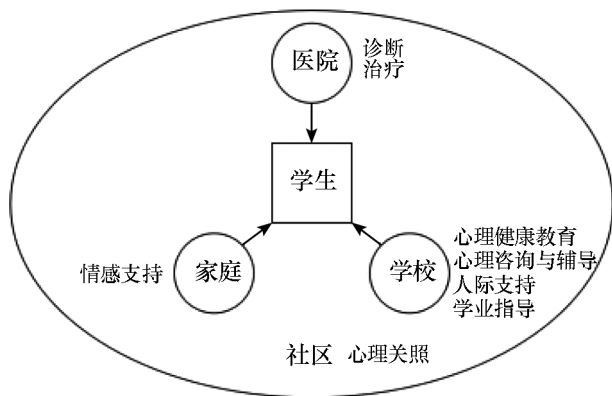 医院
诊断
治疗
学生
情感支持
家庭
学校
心理健康教育
心理咨询与辅导
人际支持
学业指导
社区 心理关照